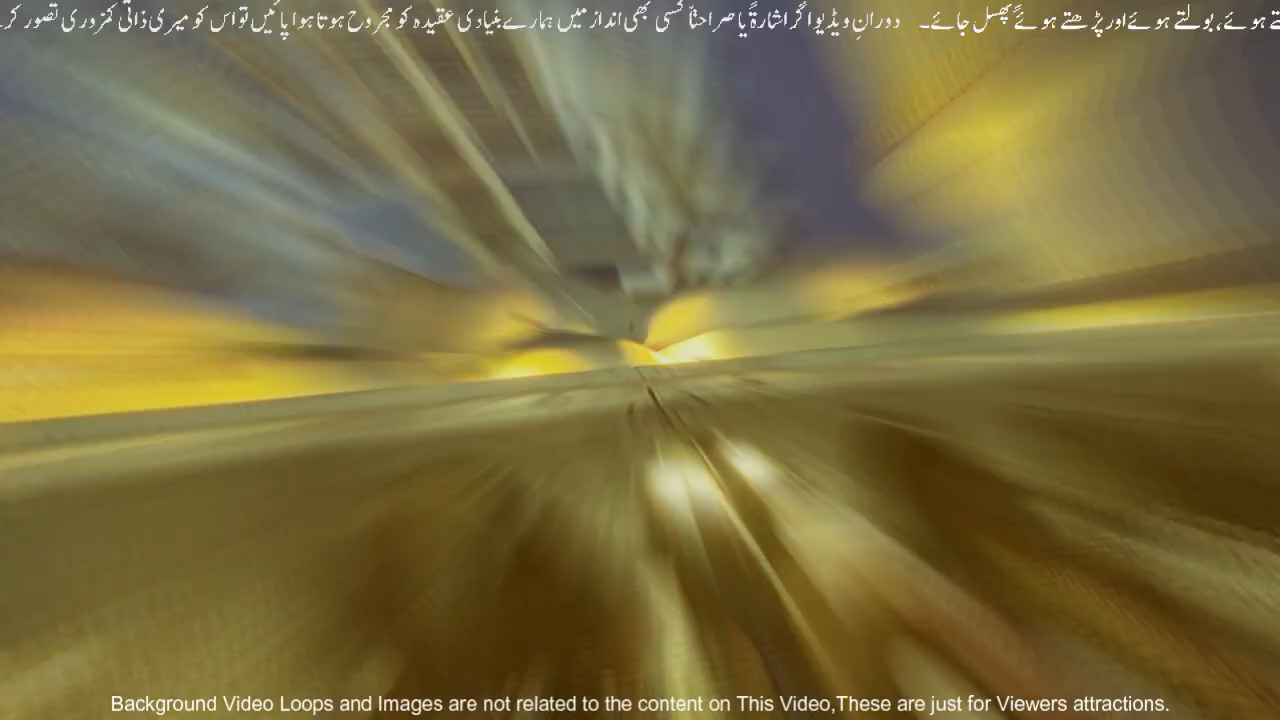 ہوئے، بولتے ہوئے اور پڑھتے ہوئے پھسل جائے۔ دورانِ ویڈیو اگر اشارۃً یا صراحتاً کسی بھی انداز میں ہمارے بنیادی عقیدہ کو مجروح ہوتا ہوا پائیں تو اس کو میری ذاتی کمزوری تصور کر
Background Video Loops and Images are not related to the content on This Video,These are just for Viewers attractions.